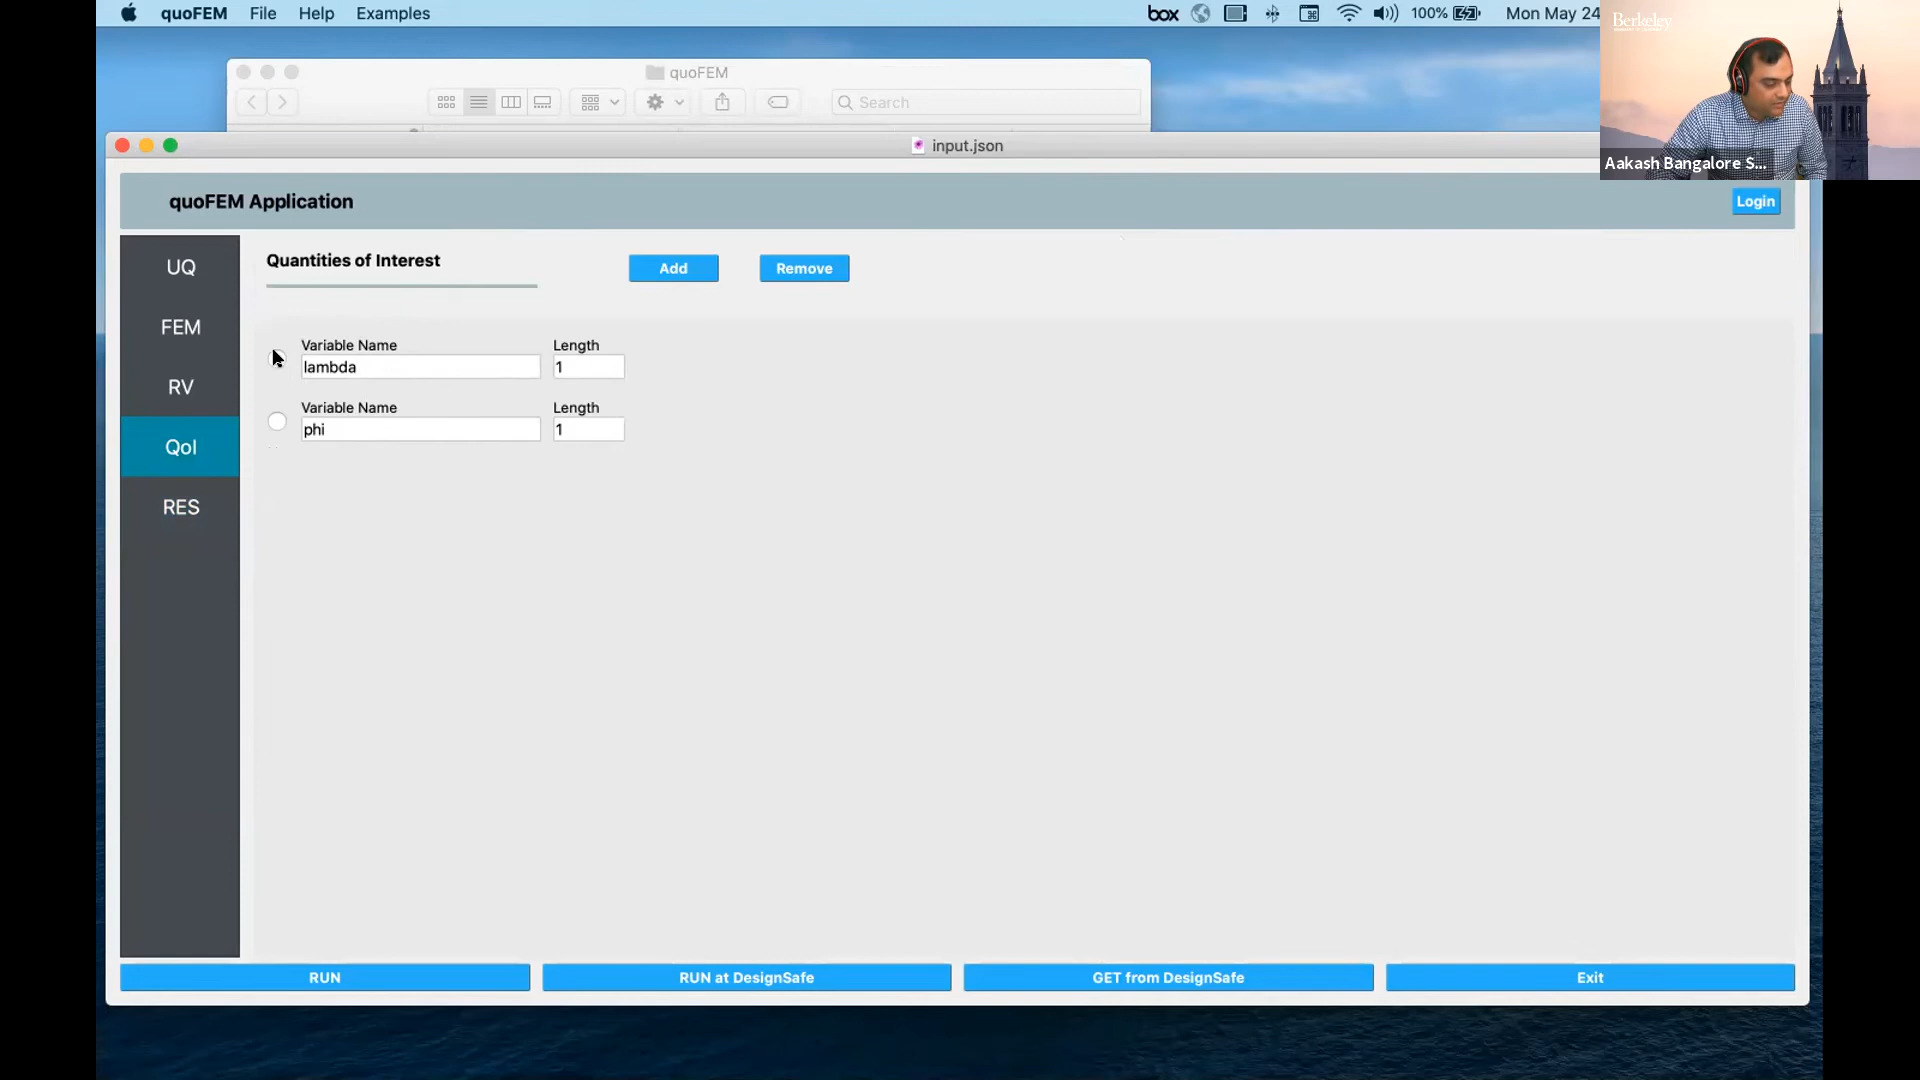 quoFEM File Help Examples
box 100% Mon May 24
Berkeley
quoFEM
Search
input.json
Aakash Bangalore S...
quoFEM Application
Login
UQ
FEM
RV
QoI
RES
Quantities of Interest
Add
Remove
Variable Name Length
lambda 1
Variable Name Length
phi 1
RUN
RUN at DesignSafe
GET from DesignSafe
Exit